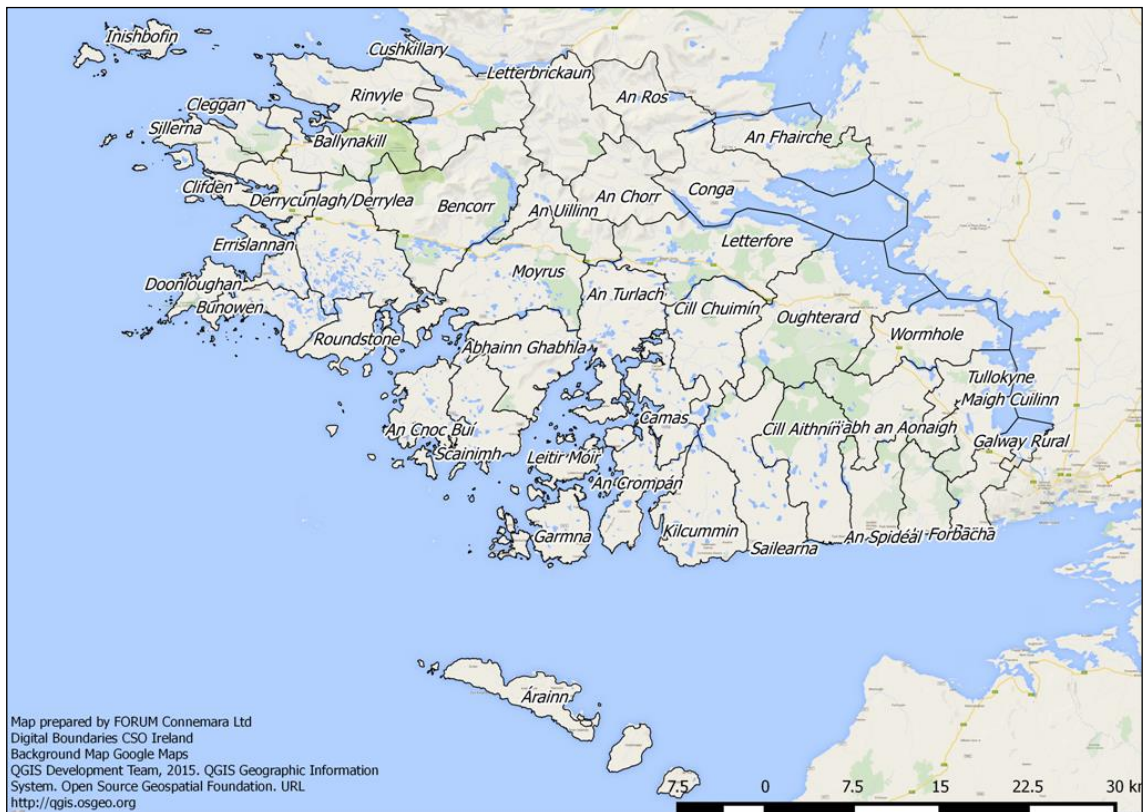 Inishbofin
Cushkillary
Letterbrickaun
Rinvyle
An Ros
Cleggan
Sillerna
Ballynakill
An Fhairche
Clifden
Derrycunlagh/Derrylea
Bencorr
An Uillinn
An Chorr
Conga
Errislannan
Letterfore
Doonloughan
Bunowen
Moyrus
An Turlach
Cill Chuimín
Oughterard
Roundstone
Abhainn Ghabhla
Wormhole
Tullokyne
Maigh Cuilinn
An Cnoc Buí
Scainimh
Leitir Móir
Camas
Cill Aithnín
abh an Aonaigh
Galway Rural
An Crompán
Garmna
Kilcummin
Sailearna
An Spidéal
Forbacha
Árainn
Map prepared by FORUM Connemara Ltd
Digital Boundaries CSO Ireland
Background Map Google Maps
QGIS Development Team, 2015. QGIS Geographic Information
System. Open Source Geospatial Foundation. URL
http://qgis.osgeo.org
7.5 0 7.5 15 22.5 30 km